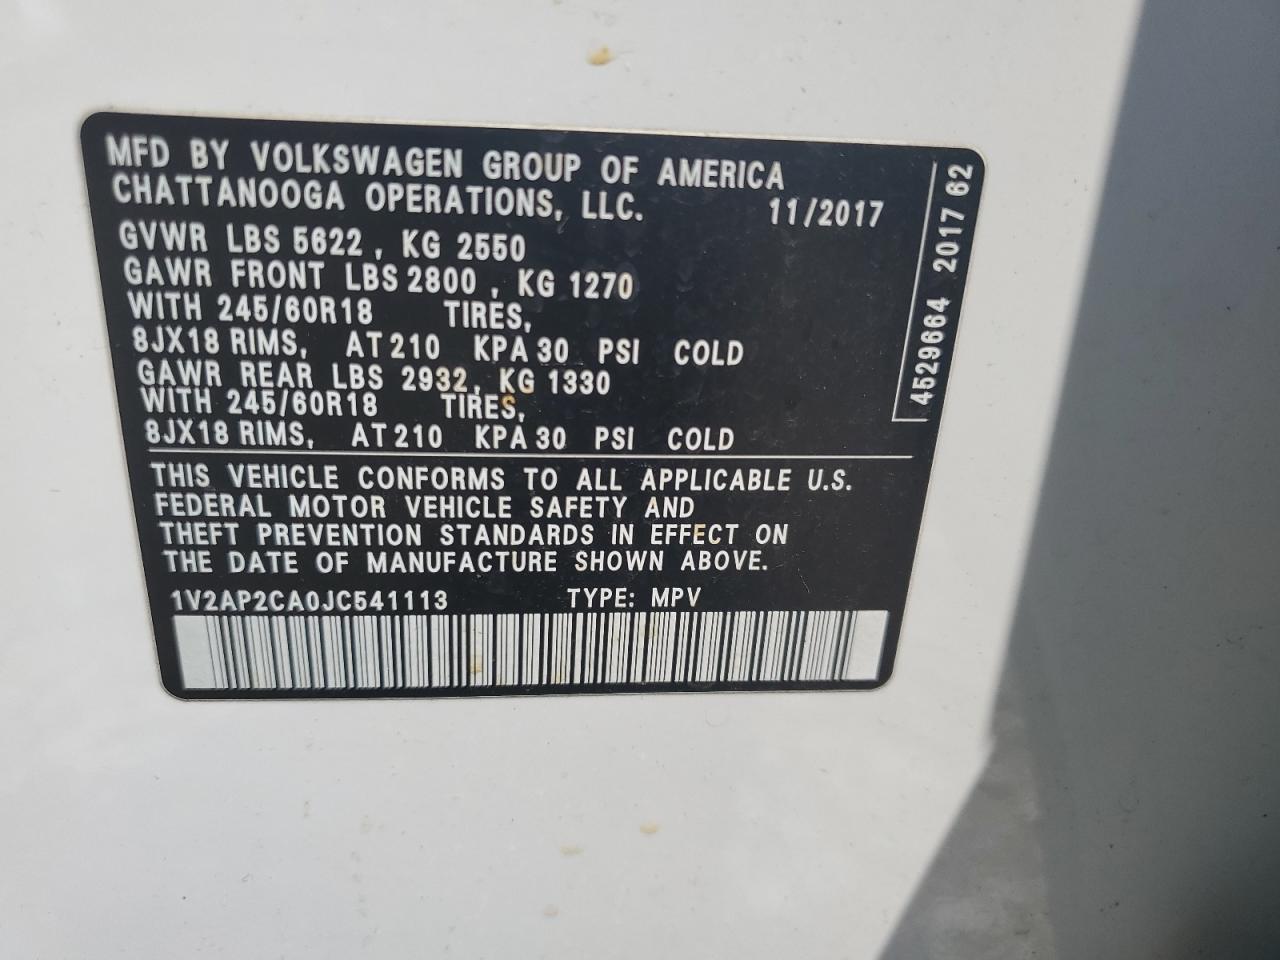 MFD BY VOLKSWAGEN GROUP OF AMERICA
CHATTANOOGA OPERATIONS, LLC. 11/2017
GVWR LBS 5622, KG 2550
GAWR FRONT LBS 2800, KG 1270
WITH 245/60R18 TIRES,
8JX18 RIMS, AT 210 KPA 30 PSI COLD
GAWR REAR LBS 2932, KG 1330
WITH 245/60R18 TIRES,
8JX18 RIMS, AT 210 KPA 30 PSI COLD
THIS VEHICLE CONFORMS TO ALL APPLICABLE U.S.
FEDERAL MOTOR VEHICLE SAFETY AND
THEFT PREVENTION STANDARDS IN EFFECT ON
THE DATE OF MANUFACTURE SHOWN ABOVE.
1V2AP2CA0JC541113 TYPE: MPV
4529664 2017 62